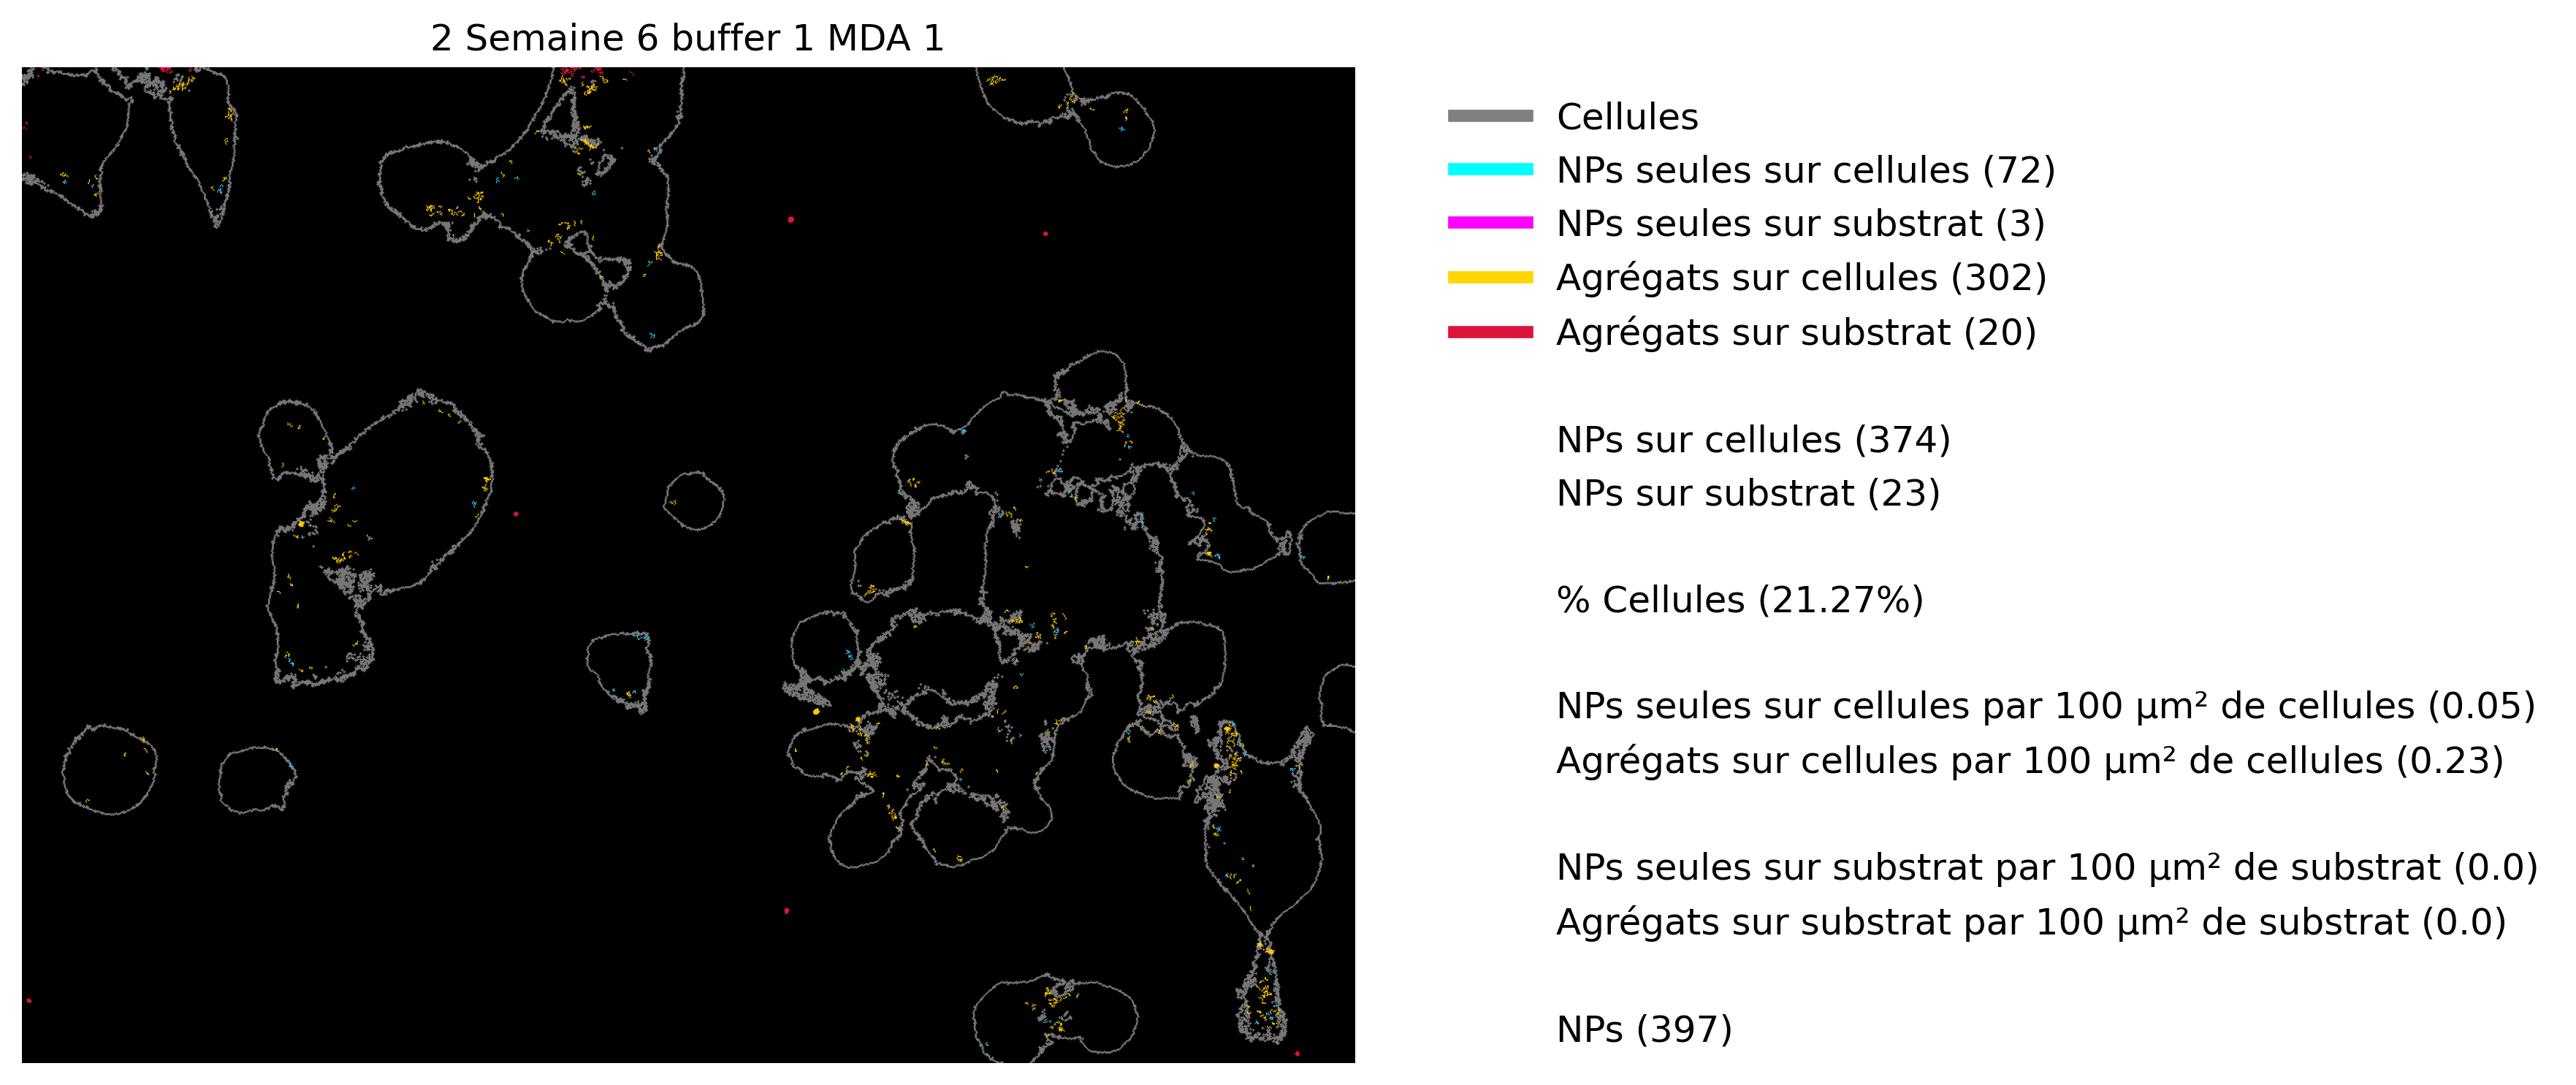 2 Semaine 6 buffer 1 MDA 1
Cellules
NPs seules sur cellules (72)
NPs seules sur substrat (3)
Agrégats sur cellules (302)
Agrégats sur substrat (20)
NPs sur cellules (374)
NPs sur substrat (23)
% Cellules (21.27%)
NPs seules sur cellules par 100 µm² de cellules (0.05)
Agrégats sur cellules par 100 µm² de cellules (0.23)
NPs seules sur substrat par 100 µm² de substrat (0.0)
Agrégats sur substrat par 100 µm² de substrat (0.0)
NPs (397)